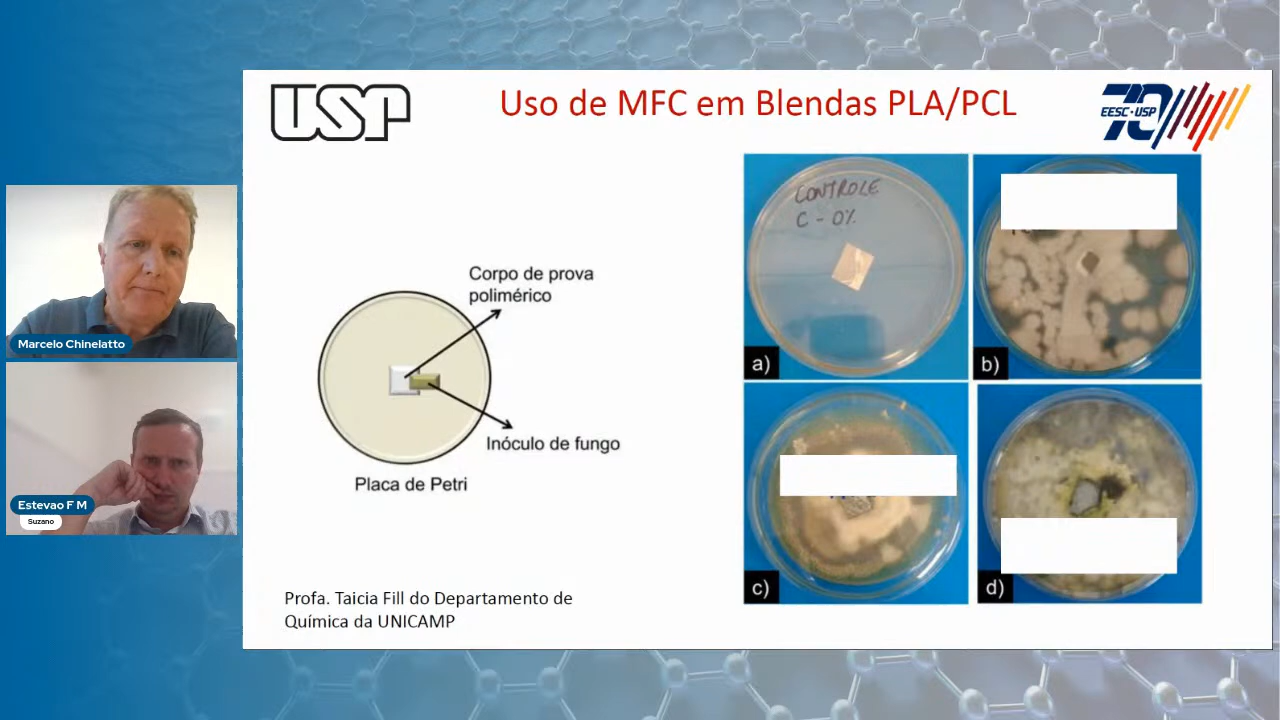 USP
Uso de MFC em Blendas PLA/PCL
70
EESC·USP
Marcelo Chinelatto
Estevao F M
Suzano
Corpo de prova
polimérico
Inóculo de fungo
Placa de Petri
CONTROLE
C - 0%
a)
b)
c)
d)
Profa. Taicia Fill do Departamento de
Química da UNICAMP